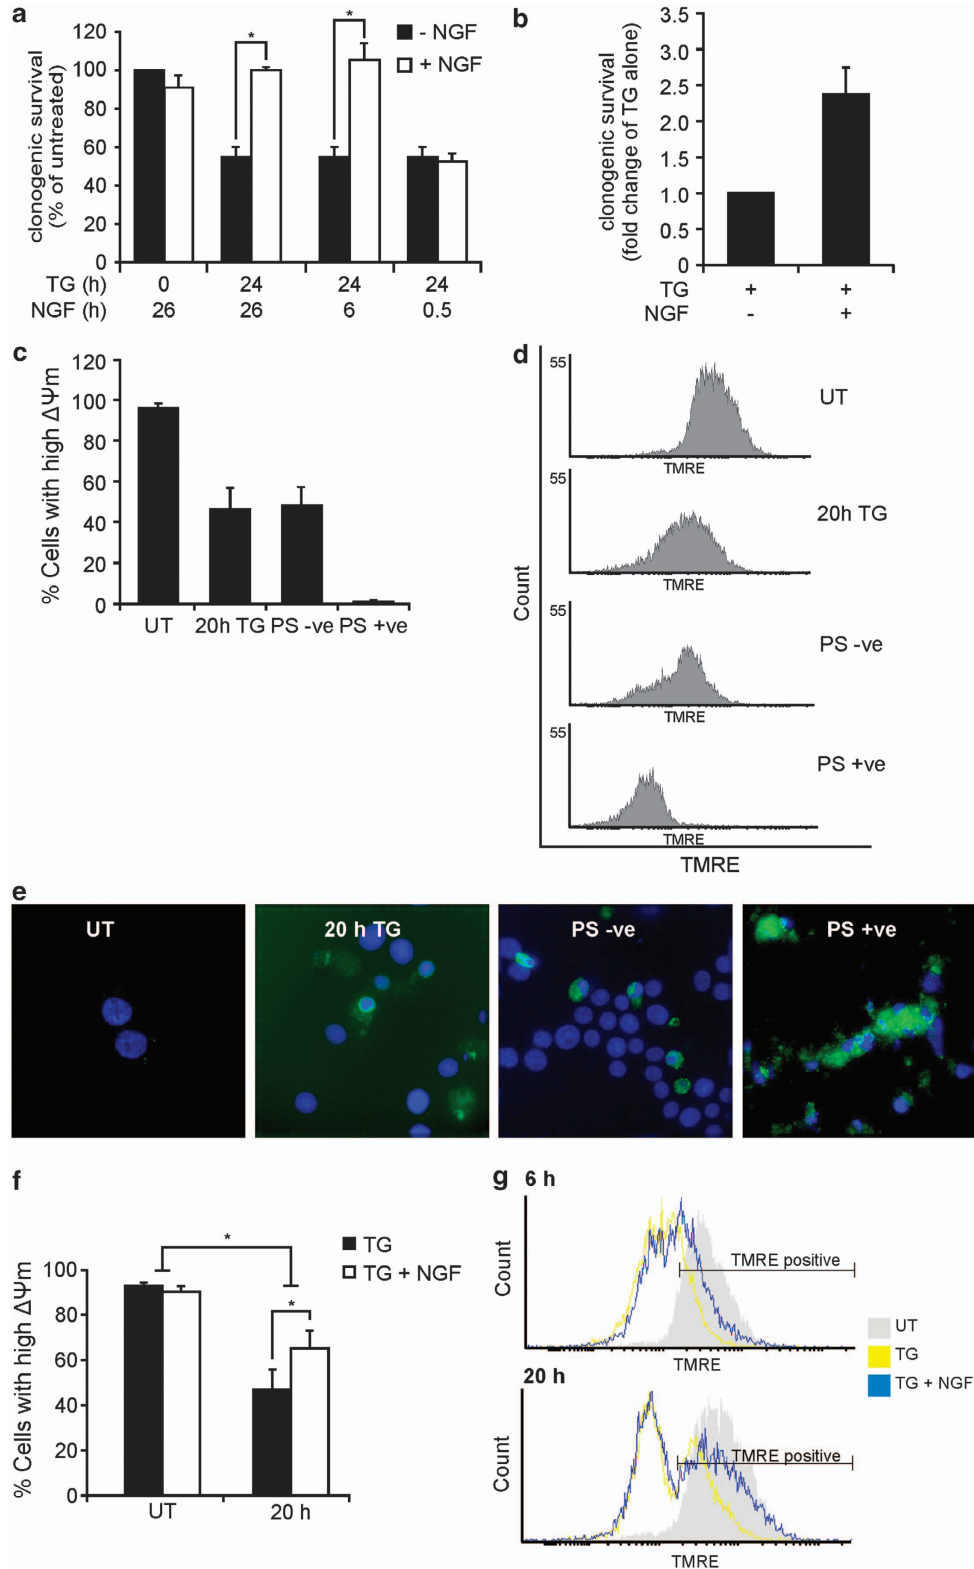 a
clonogenic survival
(% of untreated)
120
100
80
60
40
20
0
*
*
- NGF
+ NGF
TG (h) 0 24 24 24
NGF (h) 26 26 6 0.5
b
clonogenic survival
(fold change of TG alone)
3.5
3.0
2.5
2.0
1.5
1.0
0.5
0
TG + +
NGF - +
c
% Cells with high ΔΨm
120
100
80
60
40
20
0
UT 20h TG PS -ve PS +ve
d
Count
55
UT
TMRE
55
20h TG
TMRE
55
PS -ve
TMRE
55
PS +ve
TMRE
TMRE
e
UT
20 h TG
PS -ve
PS +ve
f
% Cells with high ΔΨm
100
80
60
40
20
0
*
*
TG
TG + NGF
UT 20 h
g
6 h
Count
TMRE positive
TMRE
UT
TG
TG + NGF
20 h
Count
TMRE positive
TMRE